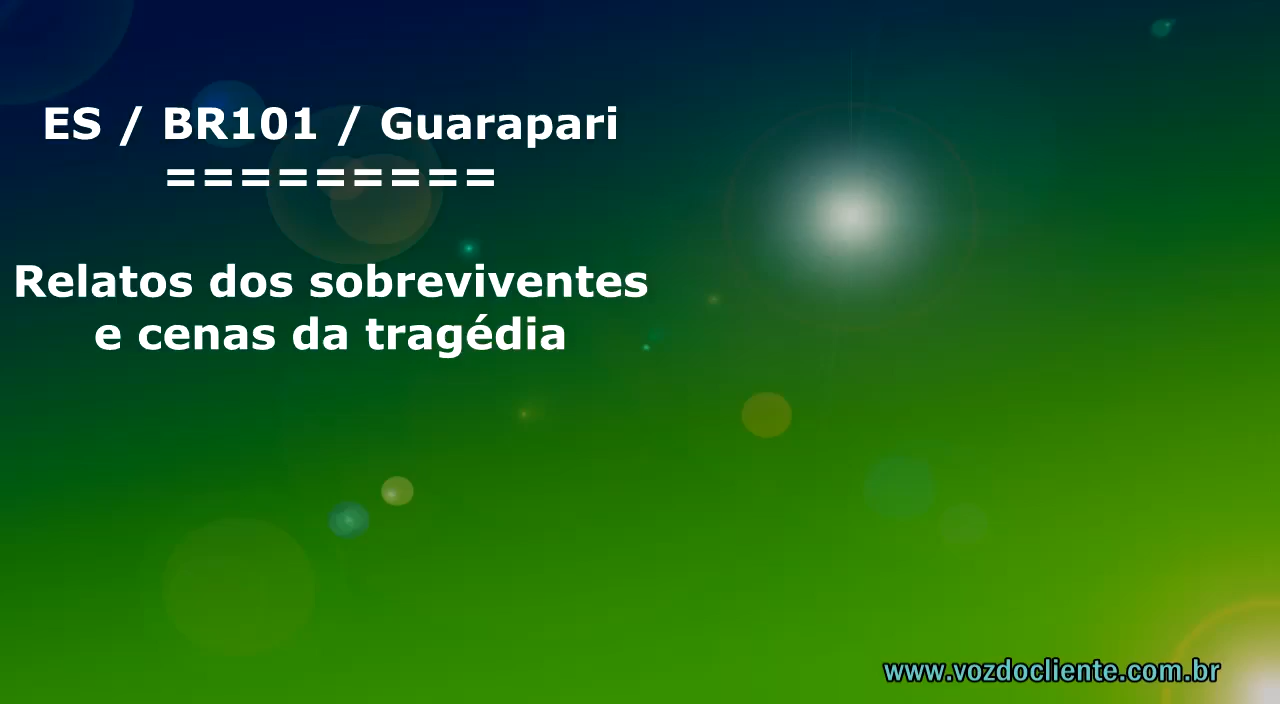 ES / BR101 / Guarapari
=========
Relatos dos sobreviventes
e cenas da tragédia
www.vozdocliente.com.br